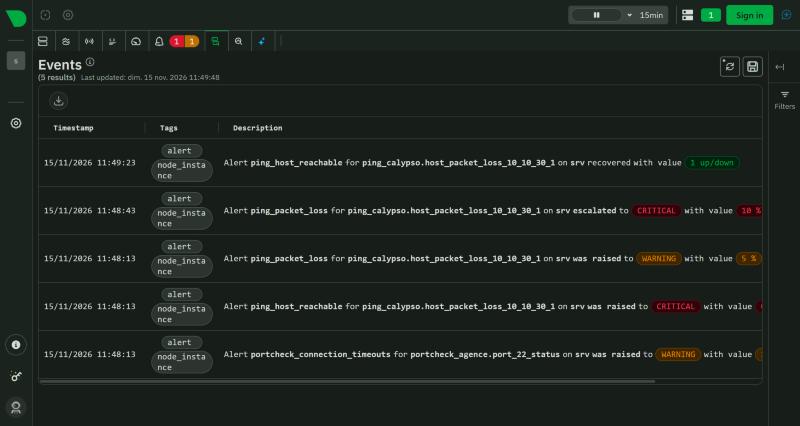 15min
1
Sign in
s
1 1
Events
(5 results) Last updated: dim. 15 nov. 2026 11:49:48
Filters
Timestamp Tags Description
15/11/2026 11:49:23 alert Alert ping_host_reachable for ping_calypso.host_packet_loss_10_10_30_1 on srv recovered with value 1 up/down
node_insta
nce
15/11/2026 11:48:43 alert Alert ping_packet_loss for ping_calypso.host_packet_loss_10_10_30_1 on srv escalated to CRITICAL with value 10 %
node_insta
nce
15/11/2026 11:48:13 alert Alert ping_packet_loss for ping_calypso.host_packet_loss_10_10_30_1 on srv was raised to WARNING with value 5 %
node_insta
nce
15/11/2026 11:48:13 alert Alert ping_host_reachable for ping_calypso.host_packet_loss_10_10_30_1 on srv was raised to CRITICAL with value
node_insta
nce
15/11/2026 11:48:13 alert Alert portcheck_connection_timeouts for portcheck_agence.port_22_status on srv was raised to WARNING with value
node_insta
nce